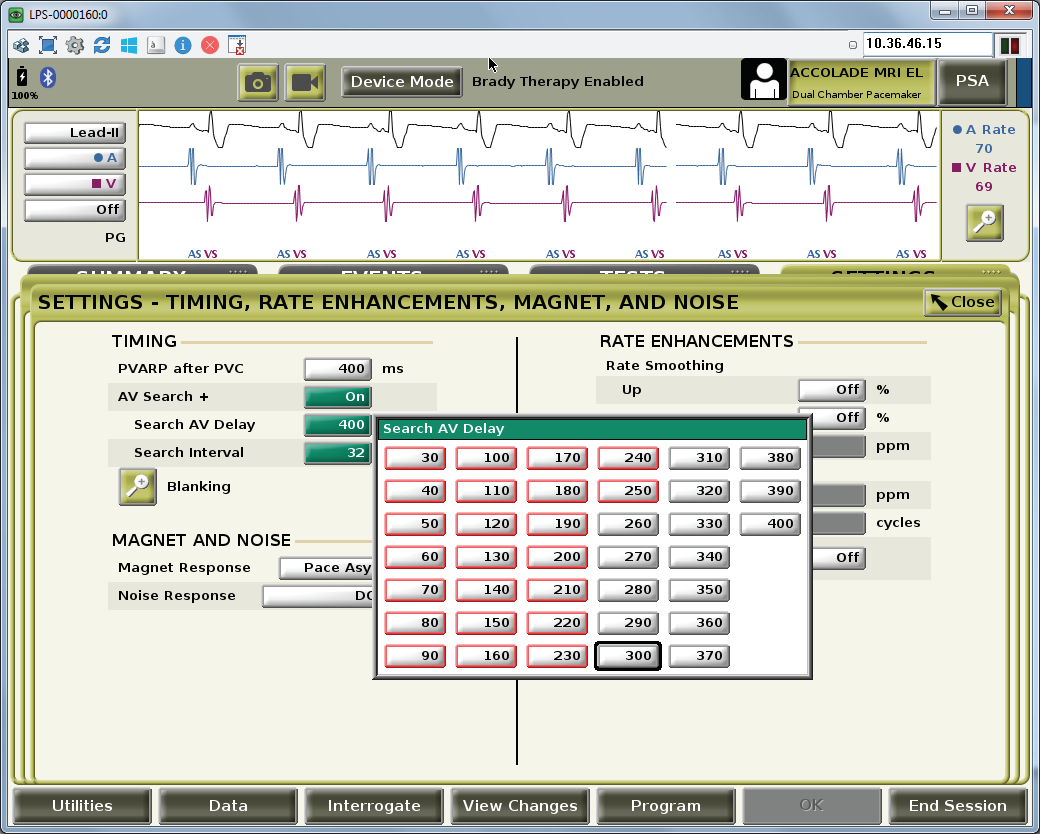 LPS-0000160:0
10.36.46.15
100%
Device Mode
Brady Therapy Enabled
ACCOLADE MRI EL
Dual Chamber Pacemaker
PSA
Lead-II
A
V
Off
PG
AS VS AS VS AS VS AS VS AS VS AS VS AS VS AS VS AS VS
A Rate
70
V Rate
69
SUMMARY
EVENTS
TESTS
SETTINGS
SETTINGS - TIMING, RATE ENHANCEMENTS, MAGNET, AND NOISE
Close
TIMING
PVARP after PVC 400 ms
AV Search + On
Search AV Delay 400
Search Interval 32
Blanking
MAGNET AND NOISE
Magnet Response Pace Asy
Noise Response DO
RATE ENHANCEMENTS
Rate Smoothing
Up Off %
Off %
ppm
ppm
cycles
Off
Search AV Delay
30 100 170 240 310 380
40 110 180 250 320 390
50 120 190 260 330 400
60 130 200 270 340
70 140 210 280 350
80 150 220 290 360
90 160 230 300 370
Utilities
Data
Interrogate
View Changes
Program
OK
End Session